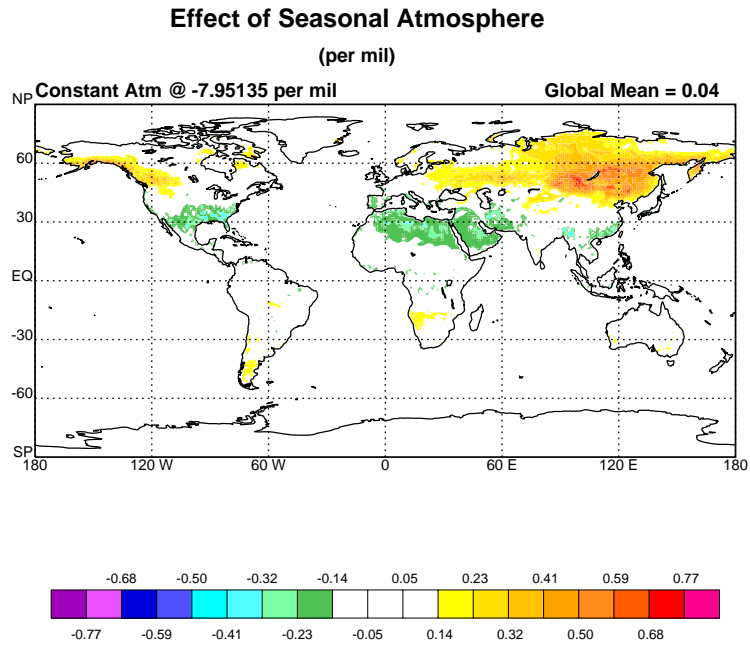 Effect of Seasonal Atmosphere
(per mil)
Constant Atm @ -7.95135 per mil Global Mean = 0.04
NP
60
30
EQ
-30
-60
SP
180 120 W 60 W 0 60 E 120 E 180
-0.68 -0.50 -0.32 -0.14 0.05 0.23 0.41 0.59 0.77
-0.77 -0.59 -0.41 -0.23 -0.05 0.14 0.32 0.50 0.68